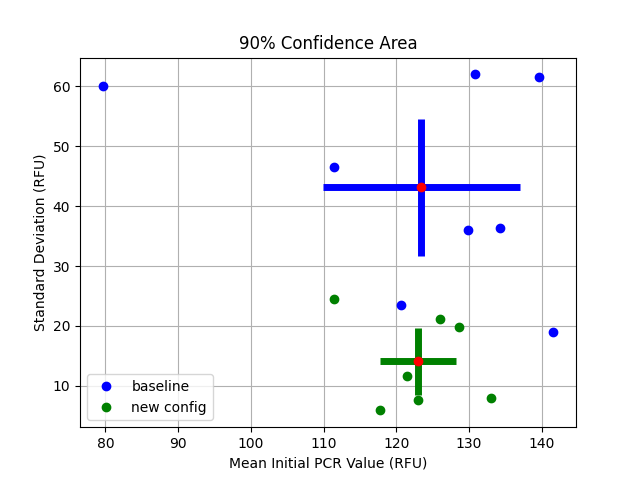 90% Confidence Area
60
50
40
30
20
10
Standard Deviation (RFU)
baseline
new config
80 90 100 110 120 130 140
Mean Initial PCR Value (RFU)